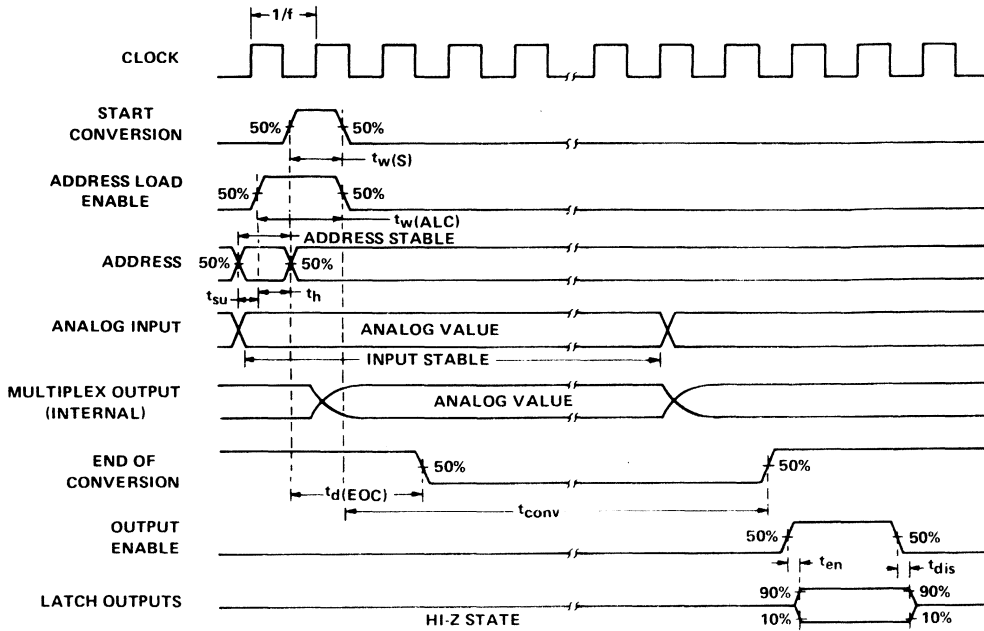 1/f
CLOCK
START
CONVERSION
50%
50%
tw(S)
ADDRESS LOAD
ENABLE
50%
50%
tw(ALC)
ADDRESS STABLE
ADDRESS
50%
50%
tsu
th
ANALOG INPUT
ANALOG VALUE
INPUT STABLE
MULTIPLEX OUTPUT
(INTERNAL)
ANALOG VALUE
END OF
CONVERSION
50%
50%
td(EOC)
tconv
OUTPUT
ENABLE
50%
50%
ten
tdis
LATCH OUTPUTS
90%
90%
10%
10%
HI-Z STATE